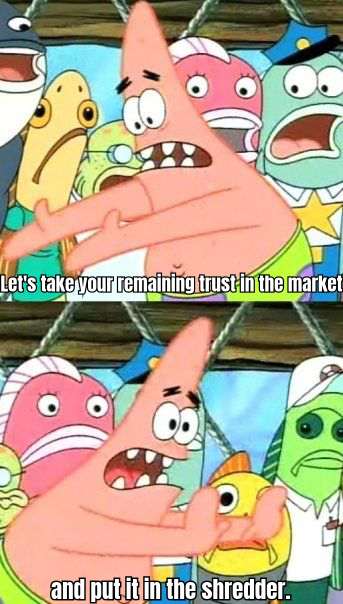 Let's take your remaining trust in the market
and put it in the shredder.